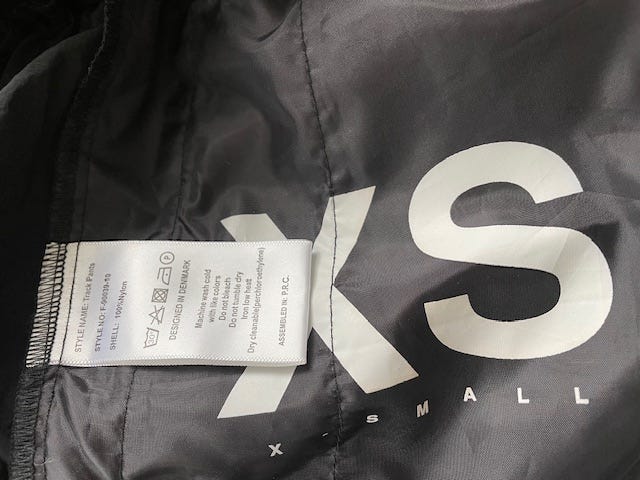 STYLE NAME: Track Pants
STYLE NO: F-90039-10
SHELL: 100%Nylon
30 P
DESIGNED IN DENMARK
Machine wash cold
with like colors
Do not bleach
Do not tumble dry
Iron low heat
Dry cleanable(perchloroethylene)
ASSEMBLED IN: P.R.C.
XS
X - SMALL